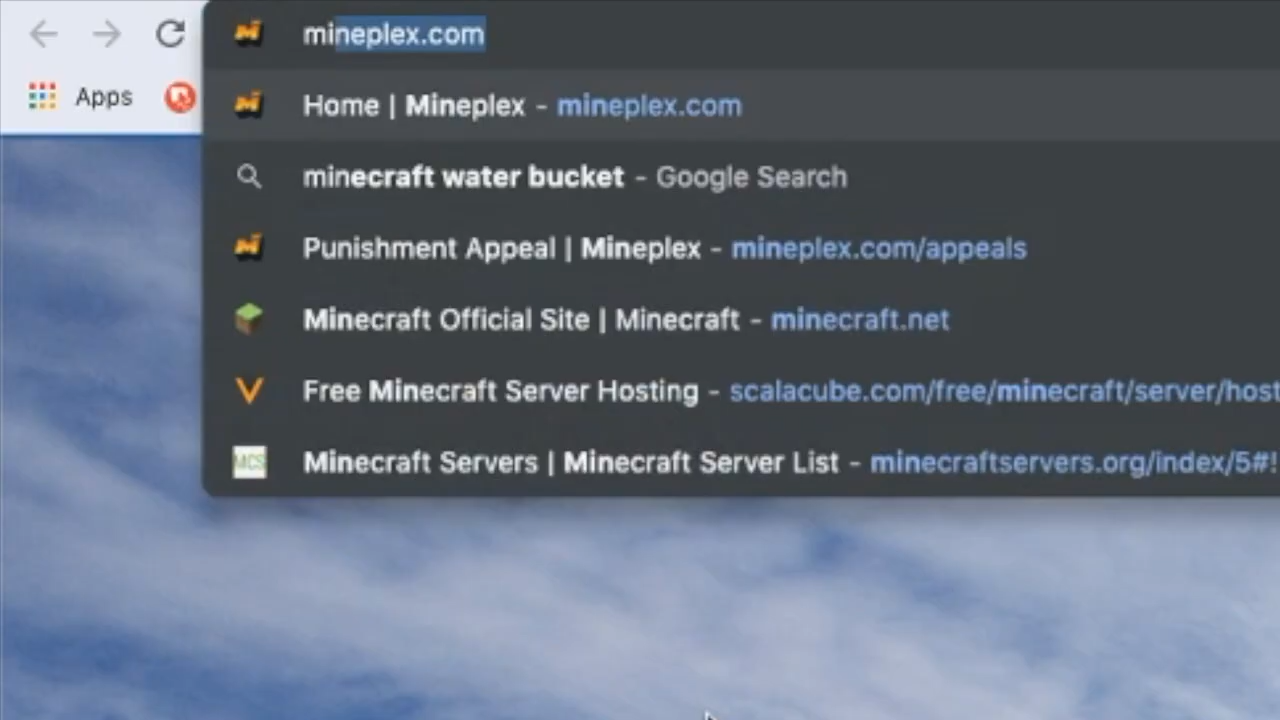 mineplex.com
Apps
Home | Mineplex - mineplex.com
minecraft water bucket - Google Search
Punishment Appeal | Mineplex - mineplex.com/appeals
Minecraft Official Site | Minecraft - minecraft.net
Free Minecraft Server Hosting - scalacube.com/free/minecraft/server/host
MCS
Minecraft Servers | Minecraft Server List - minecraftservers.org/index/5#!